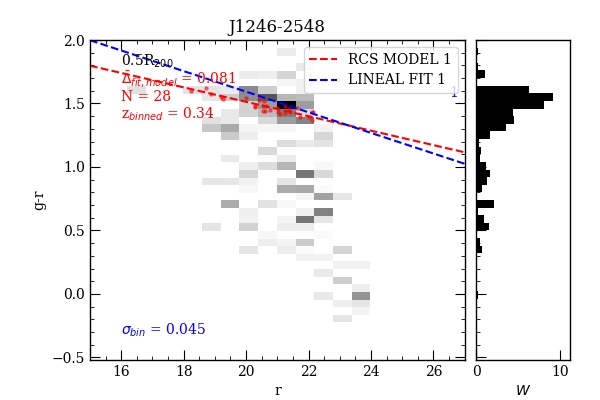 J1246-2548
0.5R200
Δ̄fit,model = 0.081
N = 28
zbinned = 0.34
RCS MODEL 1
LINEAL FIT 1
1
σbin = 0.045
g-r
2.0
1.5
1.0
0.5
0.0
−0.5
16 18 20 22 24 26
r
0 10
W